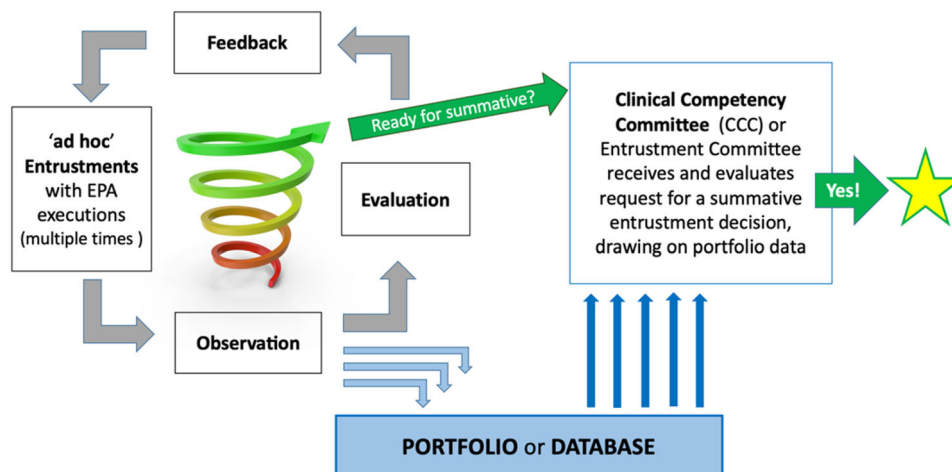 Feedback
‘ad hoc’
Entrustments
with EPA
executions
(multiple times )
Evaluation
Observation
Ready for summative?
Clinical Competency
Committee (CCC) or
Entrustment Committee
receives and evaluates
request for a summative
entrustment decision,
drawing on portfolio data
Yes!
PORTFOLIO or DATABASE